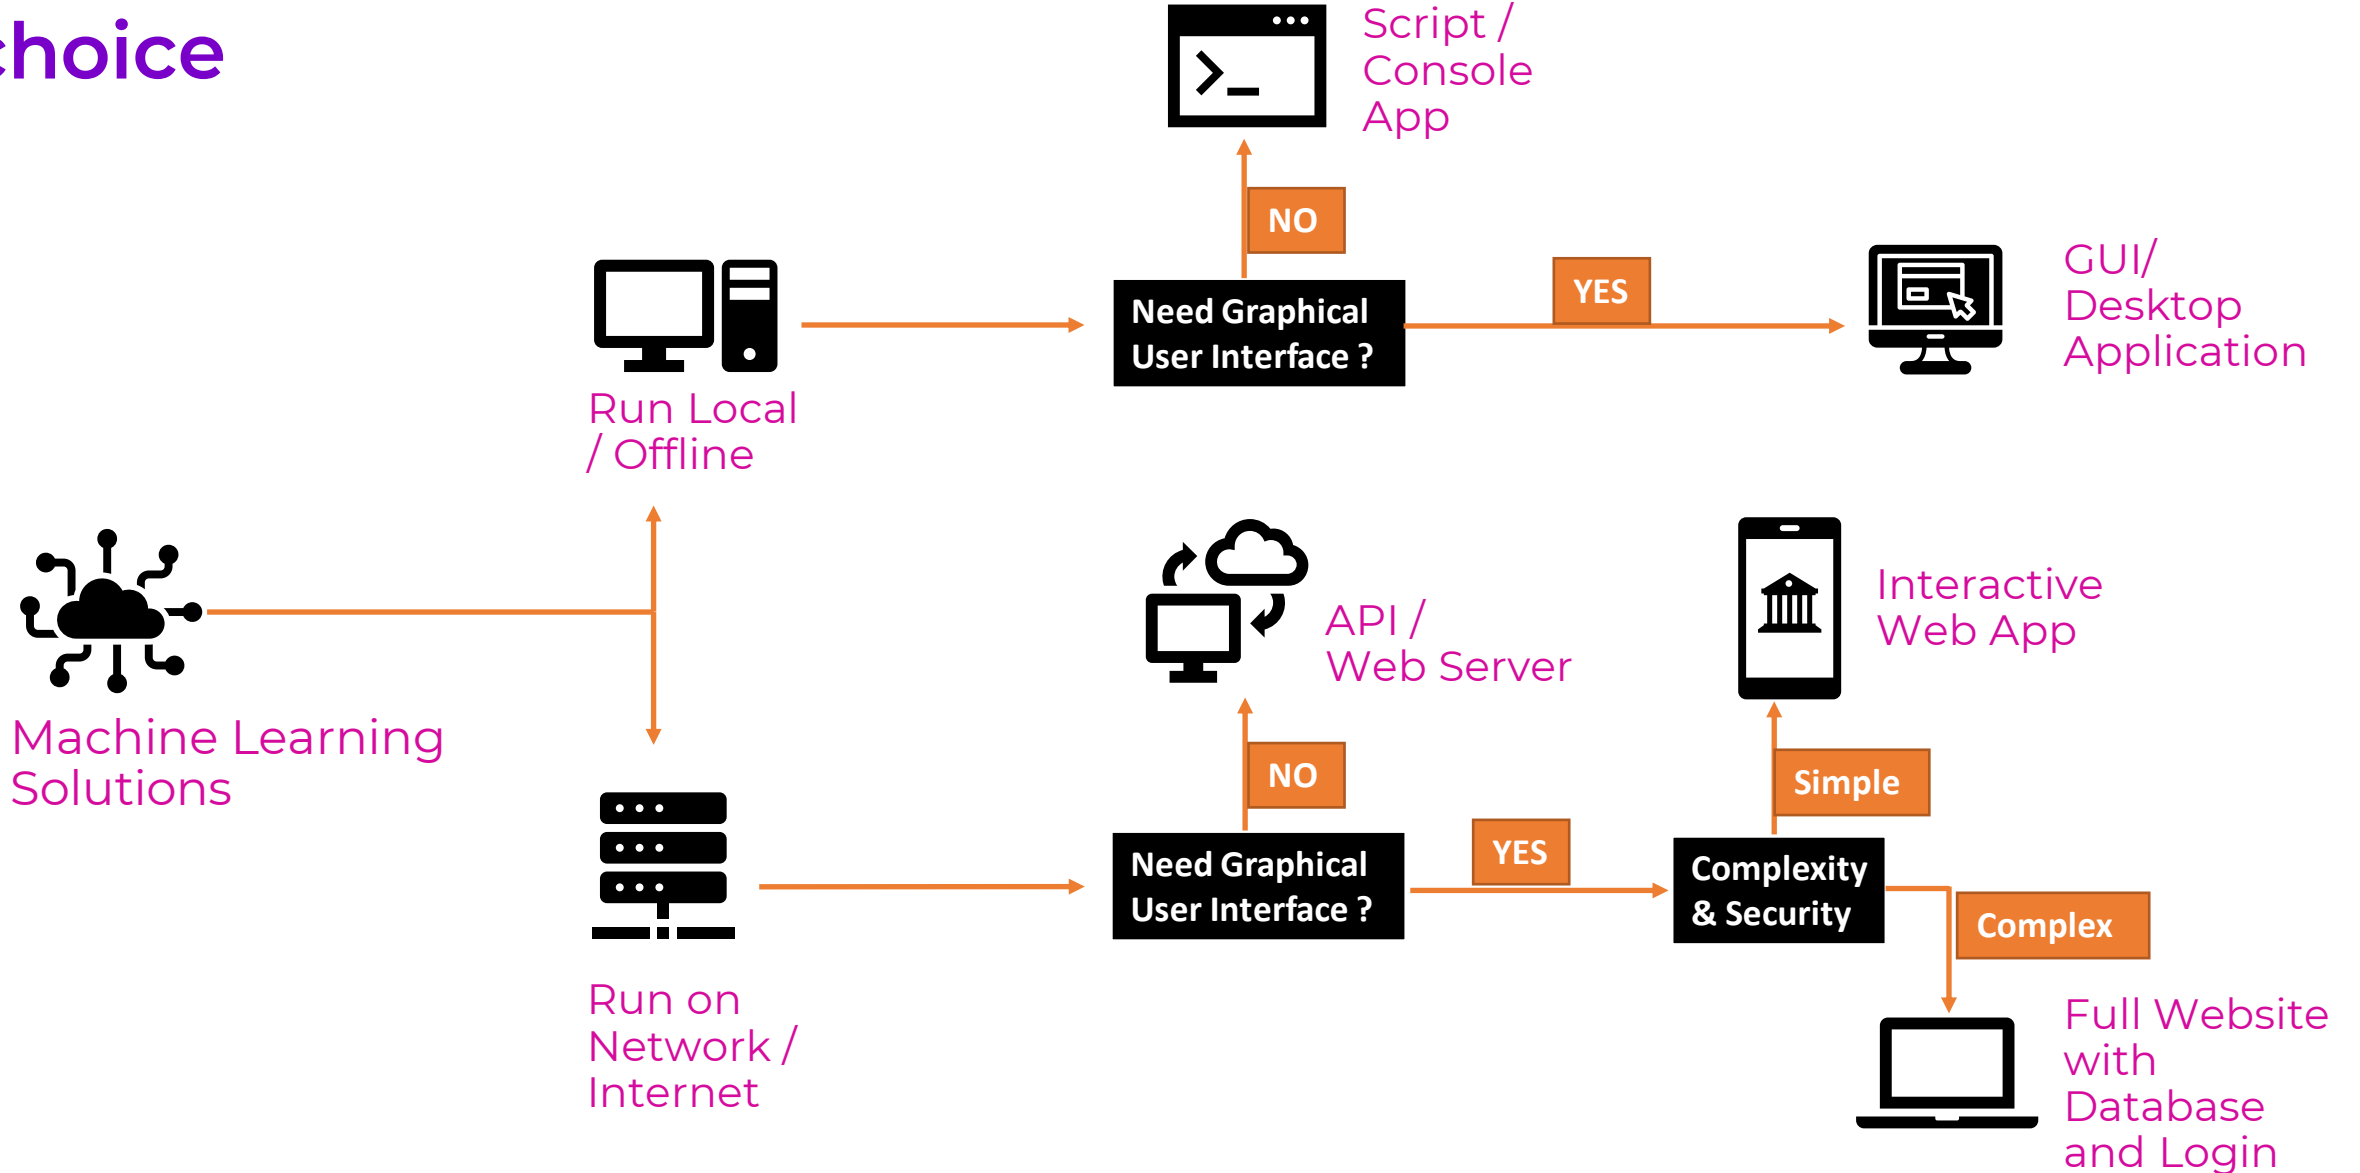 choice
Script /
Console
App
NO
YES
Need Graphical
User Interface ?
GUI/
Desktop
Application
Run Local
/ Offline
Machine Learning
Solutions
API /
Web Server
Interactive
Web App
NO
Simple
YES
Need Graphical
User Interface ?
Complexity
& Security
Complex
Run on
Network /
Internet
Full Website
with
Database
and Login